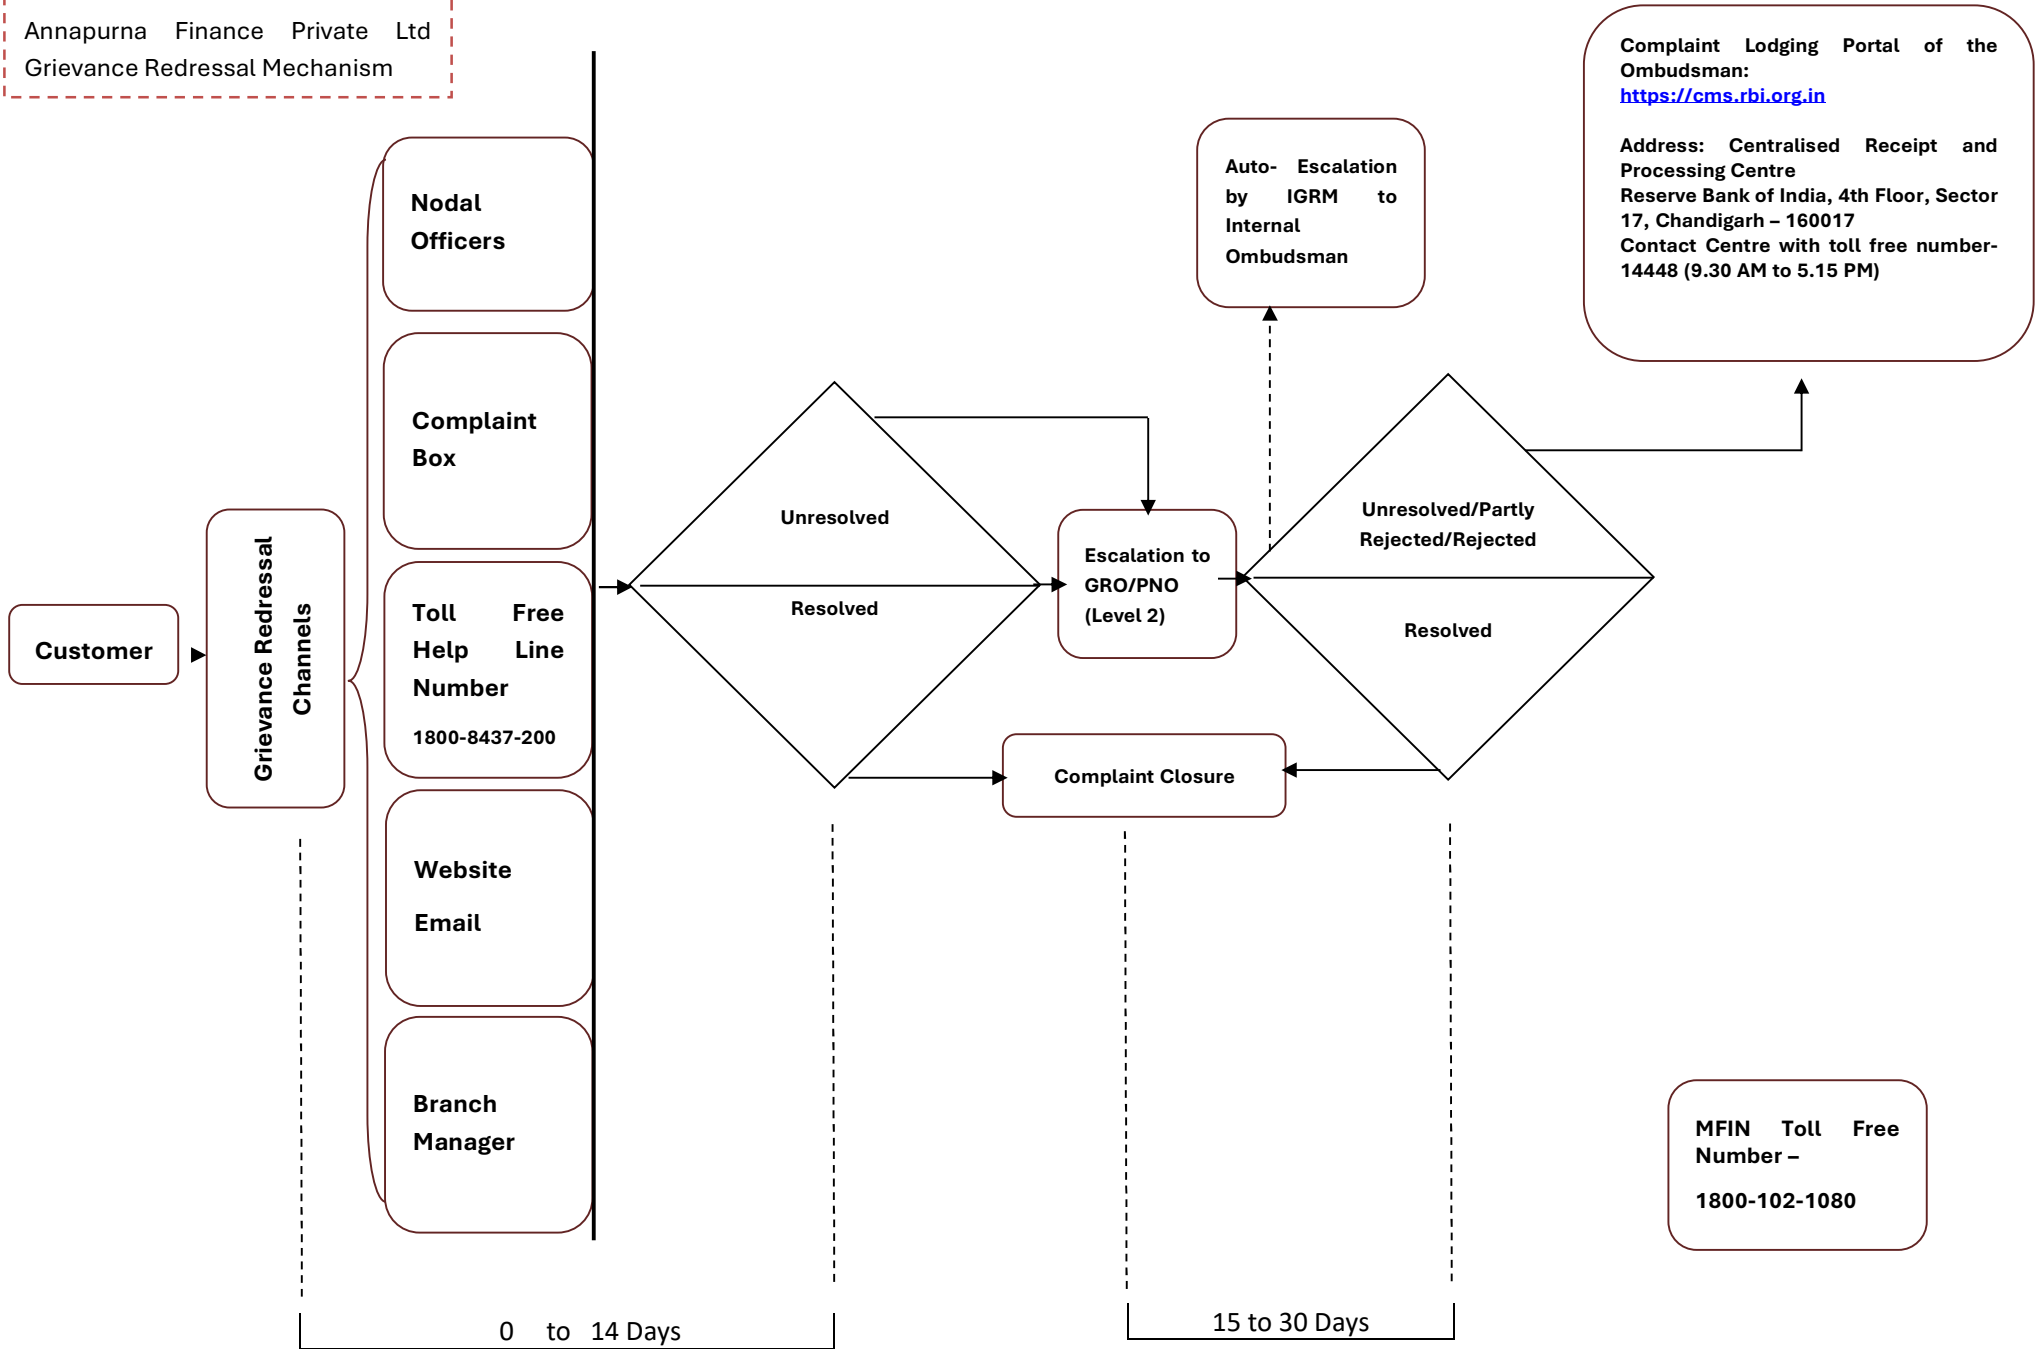 Annapurna Finance Private Ltd
Grievance Redressal Mechanism
Complaint Lodging Portal of the
Ombudsman:
https://cms.rbi.org.in
Address: Centralised Receipt and
Processing Centre
Reserve Bank of India, 4th Floor, Sector
17, Chandigarh – 160017
Contact Centre with toll free number-
14448 (9.30 AM to 5.15 PM)
Auto- Escalation
by IGRM to
Internal
Ombudsman
Customer
Grievance Redressal
Channels
Nodal
Officers
Complaint
Box
Toll Free
Help Line
Number
1800-8437-200
Website
Email
Branch
Manager
Unresolved
Resolved
Escalation to
GRO/PNO
(Level 2)
Unresolved/Partly
Rejected/Rejected
Resolved
Complaint Closure
MFIN Toll Free
Number –
1800-102-1080
0 to 14 Days
15 to 30 Days